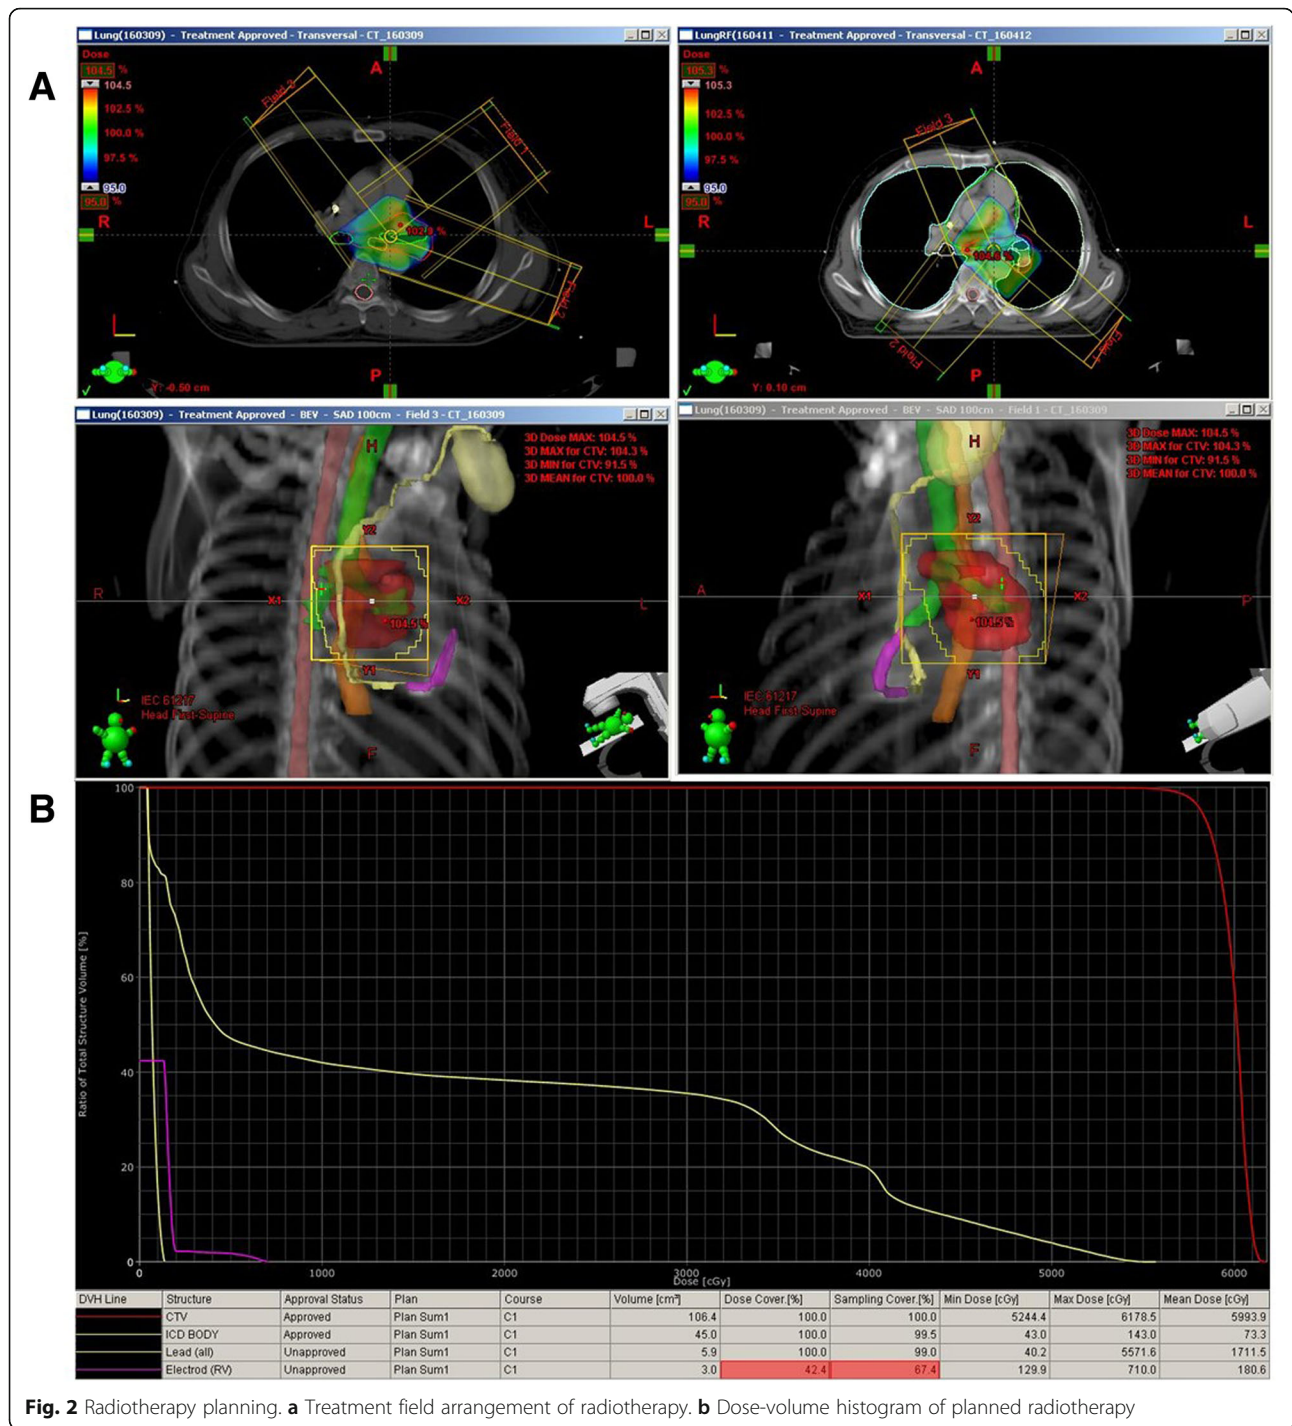 A
Lung(160309) - Treatment Approved - Transversal - CT_160309
Dose
104.5 %
104.5
102.5 %
100.0 %
97.5 %
95.0
95.0 %
A
R
L
P
Field 3
Field 1
Field 2
102.9 %
Y: -0.50 cm
LungRF(160411 - Treatment Approved - Transversal - CT_160412
Dose
105.3 %
105.3
102.5 %
100.0 %
97.5 %
95.0
95.0 %
A
R
L
P
Field 3
Field 2
Field 1
104.6 %
Y: 0.10 cm
Lung(160309) - Treatment Approved - BEV - SAD 100cm - Field 3 - CT_160309
3D Dose MAX: 104.5 %
3D MAX for CTV: 104.3 %
3D MIN for CTV: 91.5 %
3D MEAN for CTV: 100.0 %
H
Y2
R
X1
X2
L
104.5 %
Y1
IEC 61217
Head First-Supine
F
Lung(160309) - Treatment Approved - BEV - SAD 100cm - Field 1 - CT_160309
3D Dose MAX: 104.5 %
3D MAX for CTV: 104.3 %
3D MIN for CTV: 91.5 %
3D MEAN for CTV: 100.0 %
H
Y2
A
X1
X2
P
104.5 %
Y1
IEC 61217
Head First-Supine
F
B
Ratio of Total Structure Volume [%]
100
80
60
40
20
0
0 1000 2000 3000 4000 5000 6000
Dose [cGy]
DVH Line Structure Approval Status Plan Course Volume [cm³] Dose Cover.[%] Sampling Cover.[%] Min Dose [cGy] Max Dose [cGy] Mean Dose [cGy]
CTV Approved Plan Sum1 C1 106.4 100.0 100.0 5244.4 6178.5 5993.9
ICD BODY Approved Plan Sum1 C1 45.0 100.0 99.5 43.0 143.0 73.3
Lead (all) Unapproved Plan Sum1 C1 5.9 100.0 99.0 40.2 5571.6 1711.5
Electrod (RV) Unapproved Plan Sum1 C1 3.0 42.4 67.4 129.9 710.0 180.6
Fig. 2 Radiotherapy planning. a Treatment field arrangement of radiotherapy. b Dose-volume histogram of planned radiotherapy